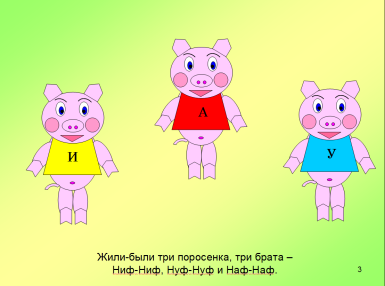 А
И
У
Жили-были три поросенка, три брата –
Ниф-Ниф, Нуф-Нуф и Наф-Наф.
3